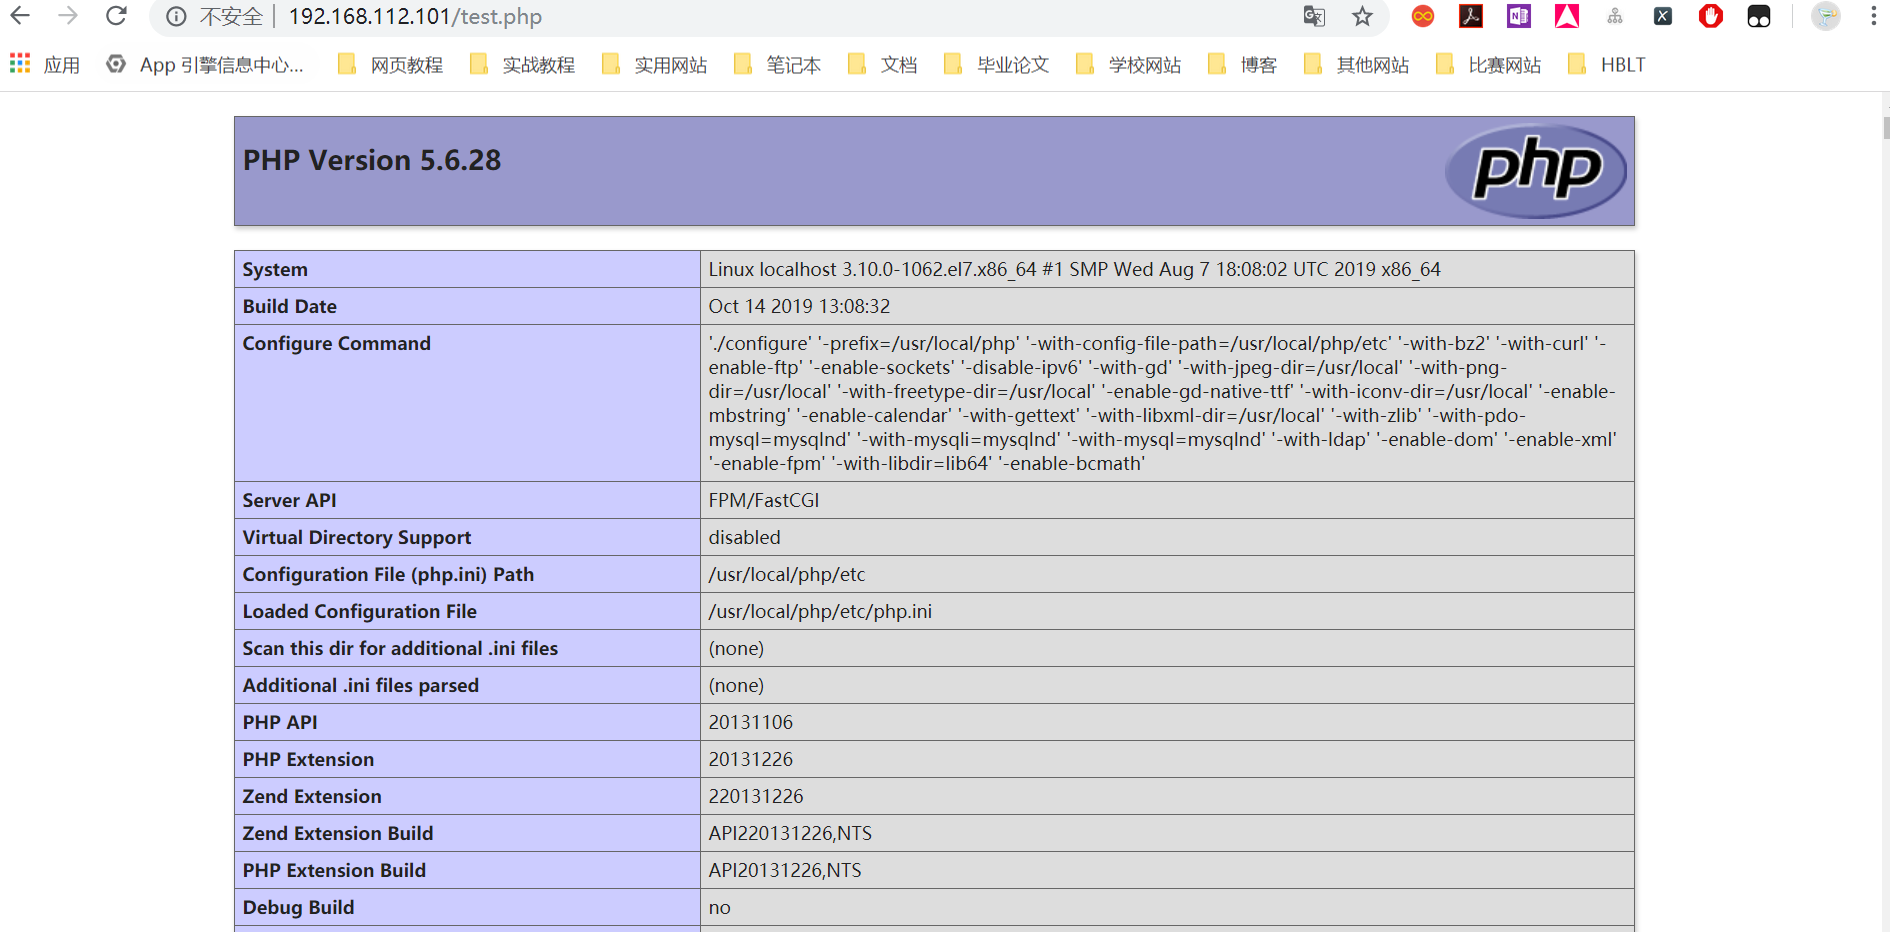 不安全 | 192.168.112.101/test.php
应用 App 引擎信息中心... 网页教程 实战教程 实用网站 笔记本 文档 毕业论文 学校网站 博客 其他网站 比赛网站 HBLT
PHP Version 5.6.28
php
System Linux localhost 3.10.0-1062.el7.x86_64 #1 SMP Wed Aug 7 18:08:02 UTC 2019 x86_64
Build Date Oct 14 2019 13:08:32
Configure Command './configure' '-prefix=/usr/local/php' '-with-config-file-path=/usr/local/php/etc' '-with-bz2' '-with-curl' '-
enable-ftp' '-enable-sockets' '-disable-ipv6' '-with-gd' '-with-jpeg-dir=/usr/local' '-with-png-
dir=/usr/local' '-with-freetype-dir=/usr/local' '-enable-gd-native-ttf' '-with-iconv-dir=/usr/local' '-enable-
mbstring' '-enable-calendar' '-with-gettext' '-with-libxml-dir=/usr/local' '-with-zlib' '-with-pdo-
mysql=mysqlnd' '-with-mysqli=mysqlnd' '-with-mysql=mysqlnd' '-with-ldap' '-enable-dom' '-enable-xml'
'-enable-fpm' '-with-libdir=lib64' '-enable-bcmath'
Server API FPM/FastCGI
Virtual Directory Support disabled
Configuration File (php.ini) Path /usr/local/php/etc
Loaded Configuration File /usr/local/php/etc/php.ini
Scan this dir for additional .ini files (none)
Additional .ini files parsed (none)
PHP API 20131106
PHP Extension 20131226
Zend Extension 220131226
Zend Extension Build API220131226,NTS
PHP Extension Build API20131226,NTS
Debug Build no